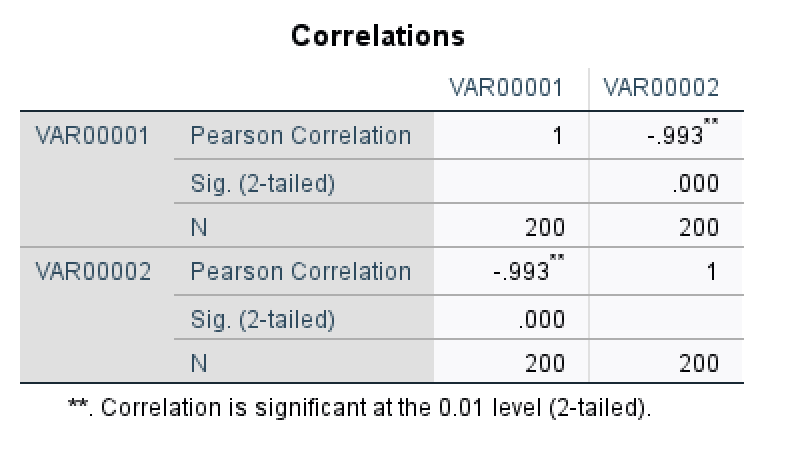 Correlations
VAR00001 VAR00002
VAR00001 Pearson Correlation 1 -.993**
Sig. (2-tailed) .000
N 200 200
VAR00002 Pearson Correlation -.993** 1
Sig. (2-tailed) .000
N 200 200
**. Correlation is significant at the 0.01 level (2-tailed).